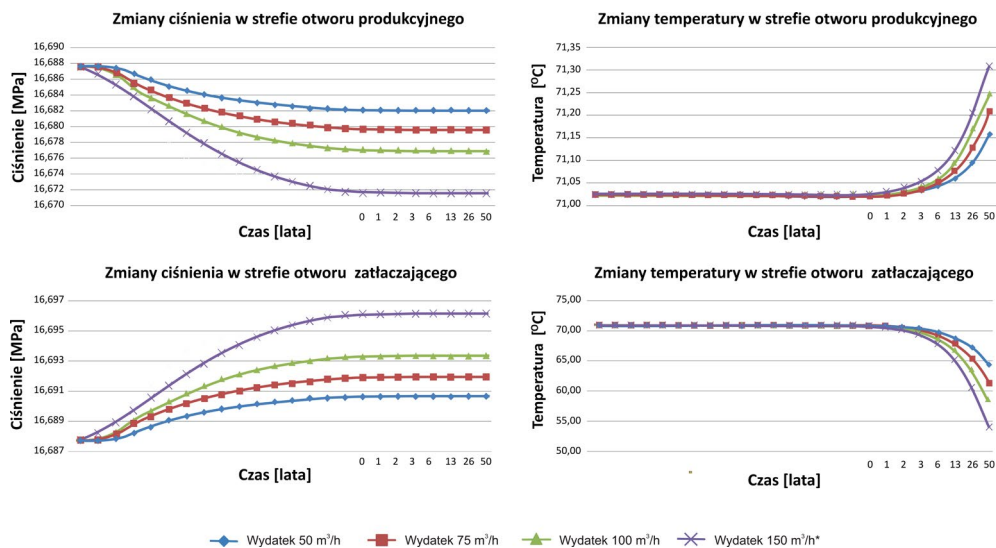 Zmiany ciśnienia w strefie otworu produkcyjnego
16,690
16,688
16,686
16,684
16,682
16,680
16,678
16,676
16,674
16,672
16,670
Ciśnienie [MPa]
0 1 2 3 6 13 26 50
Czas [lata]
Zmiany temperatury w strefie otworu produkcyjnego
71,35
71,30
71,25
71,20
71,15
71,10
71,05
71,00
Temperatura [⁰C]
0 1 2 3 6 13 26 50
Czas [lata]
Zmiany ciśnienia w strefie otworu zatłaczającego
16,697
16,695
16,693
16,691
16,689
16,687
Ciśnienie [MPa]
0 1 2 3 6 13 26 50
Czas [lata]
Zmiany temperatury w strefie otworu zatłaczającego
75,00
70,00
65,00
60,00
55,00
50,00
Temperatura [⁰C]
0 1 2 3 6 13 26 50
Czas [lata]
Wydatek 50 m³/h Wydatek 75 m³/h Wydatek 100 m³/h Wydatek 150 m³/h*